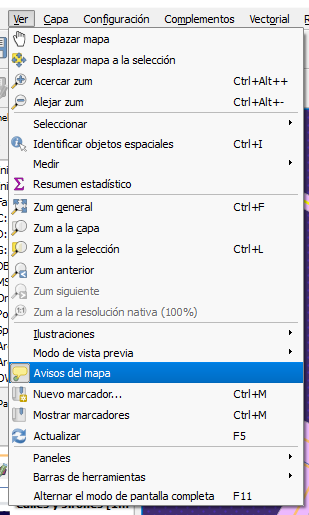 Ver Capa Configuración Complementos Vectorial
Desplazar mapa
Desplazar mapa a la selección
Acercar zum Ctrl+Alt++
Alejar zum Ctrl+Alt+-
Seleccionar
Identificar objetos espaciales Ctrl+I
Medir
Resumen estadístico
Zum general Ctrl+F
Zum a la capa
Zum a la selección Ctrl+L
Zum anterior
Zum siguiente
Zum a la resolución nativa (100%)
Ilustraciones
Modo de vista previa
Avisos del mapa
Nuevo marcador... Ctrl+M
Mostrar marcadores Ctrl+M
Actualizar F5
Paneles
Barras de herramientas
Alternar el modo de pantalla completa F11